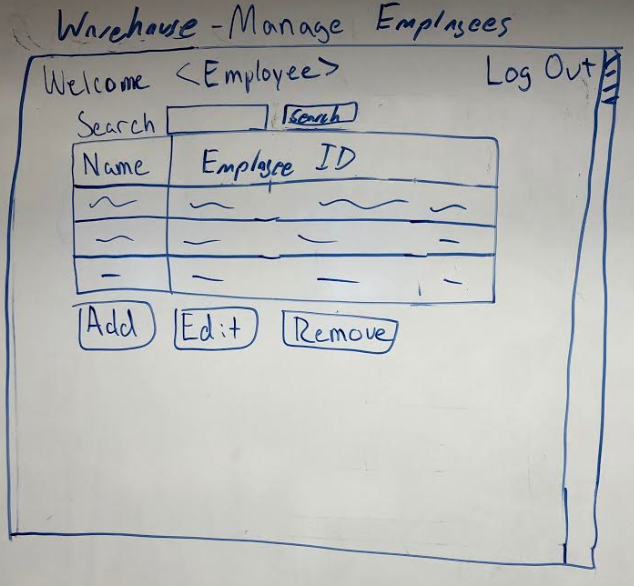 Warehouse - Manage Employees
Welcome <Employee> Log Out
Search Search
Name Employee ID
Add Edit Remove